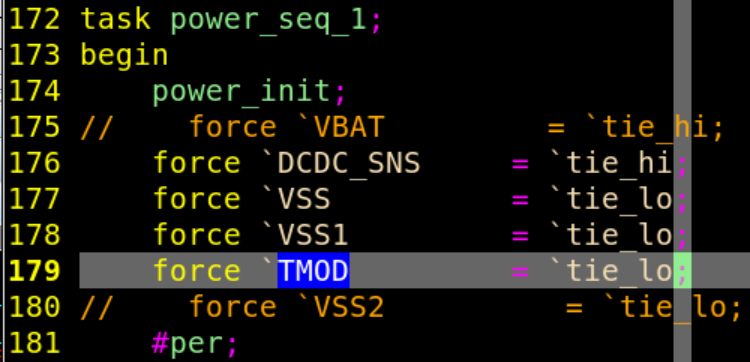 172 task power_seq_1;
173 begin
174     power_init;
175 //    force `VBAT         = `tie_hi;
176     force `DCDC_SNS     = `tie_hi;
177     force `VSS          = `tie_lo;
178     force `VSS1         = `tie_lo;
179     force `TMOD         = `tie_lo;
180 //    force `VSS2          = `tie_lo;
181     #per;